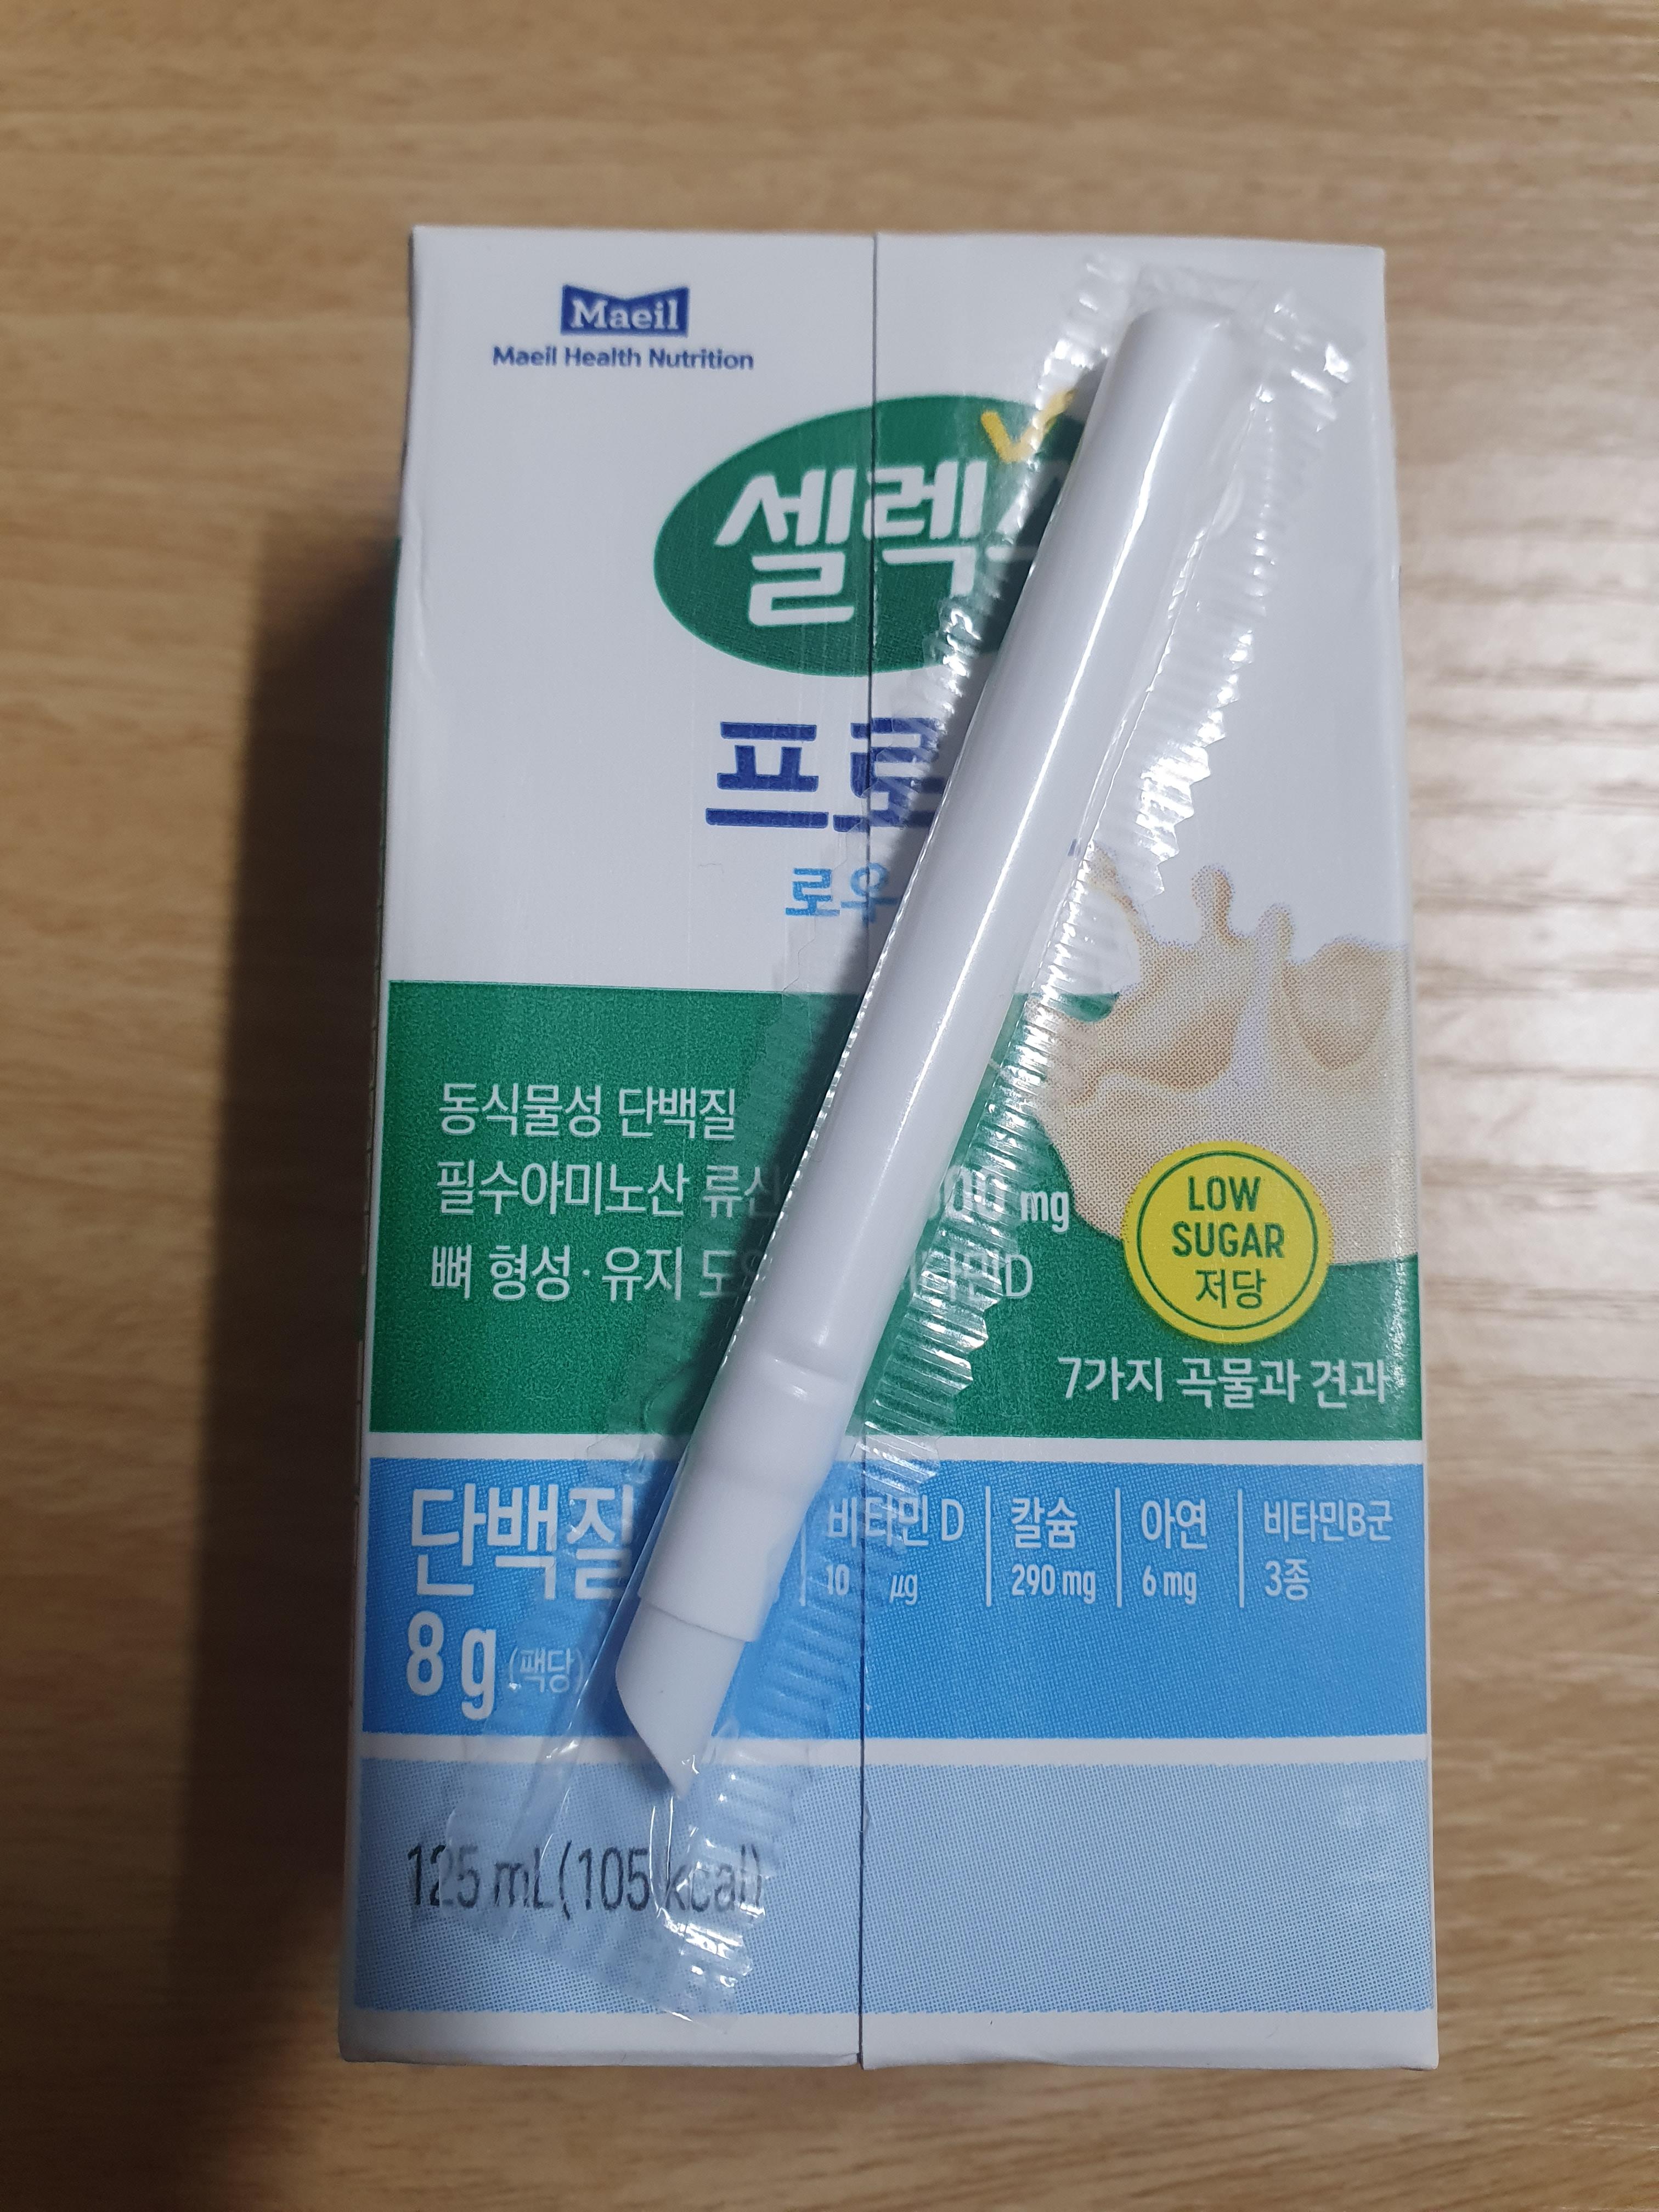 Maeil
Maeil Health Nutrition
셀렉
프로
로우
동식물성 단백질
필수아미노산 류신 mg
뼈 형성·유지
LOW
SUGAR
저당
7가지 곡물과 견과
단백질
8 g (팩당)
비타민 D
10 μg
칼슘
290 mg
아연
6 mg
비타민B군
3종
125 mL(105 kcal)